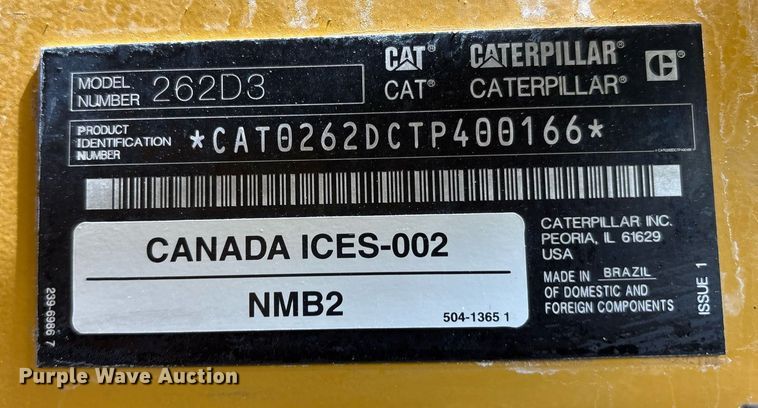 CAT® CATERPILLAR®
CAT® CATERPILLAR®
C
MODEL
NUMBER 262D3
PRODUCT
IDENTIFICATION
NUMBER
*CAT0262DCTP400166*
CANADA ICES-002
NMB2
504-1365 1
CATERPILLAR INC.
PEORIA, IL 61629
USA
MADE IN BRAZIL
OF DOMESTIC AND
FOREIGN COMPONENTS
ISSUE 1
239-6986 7
Purple Wave Auction